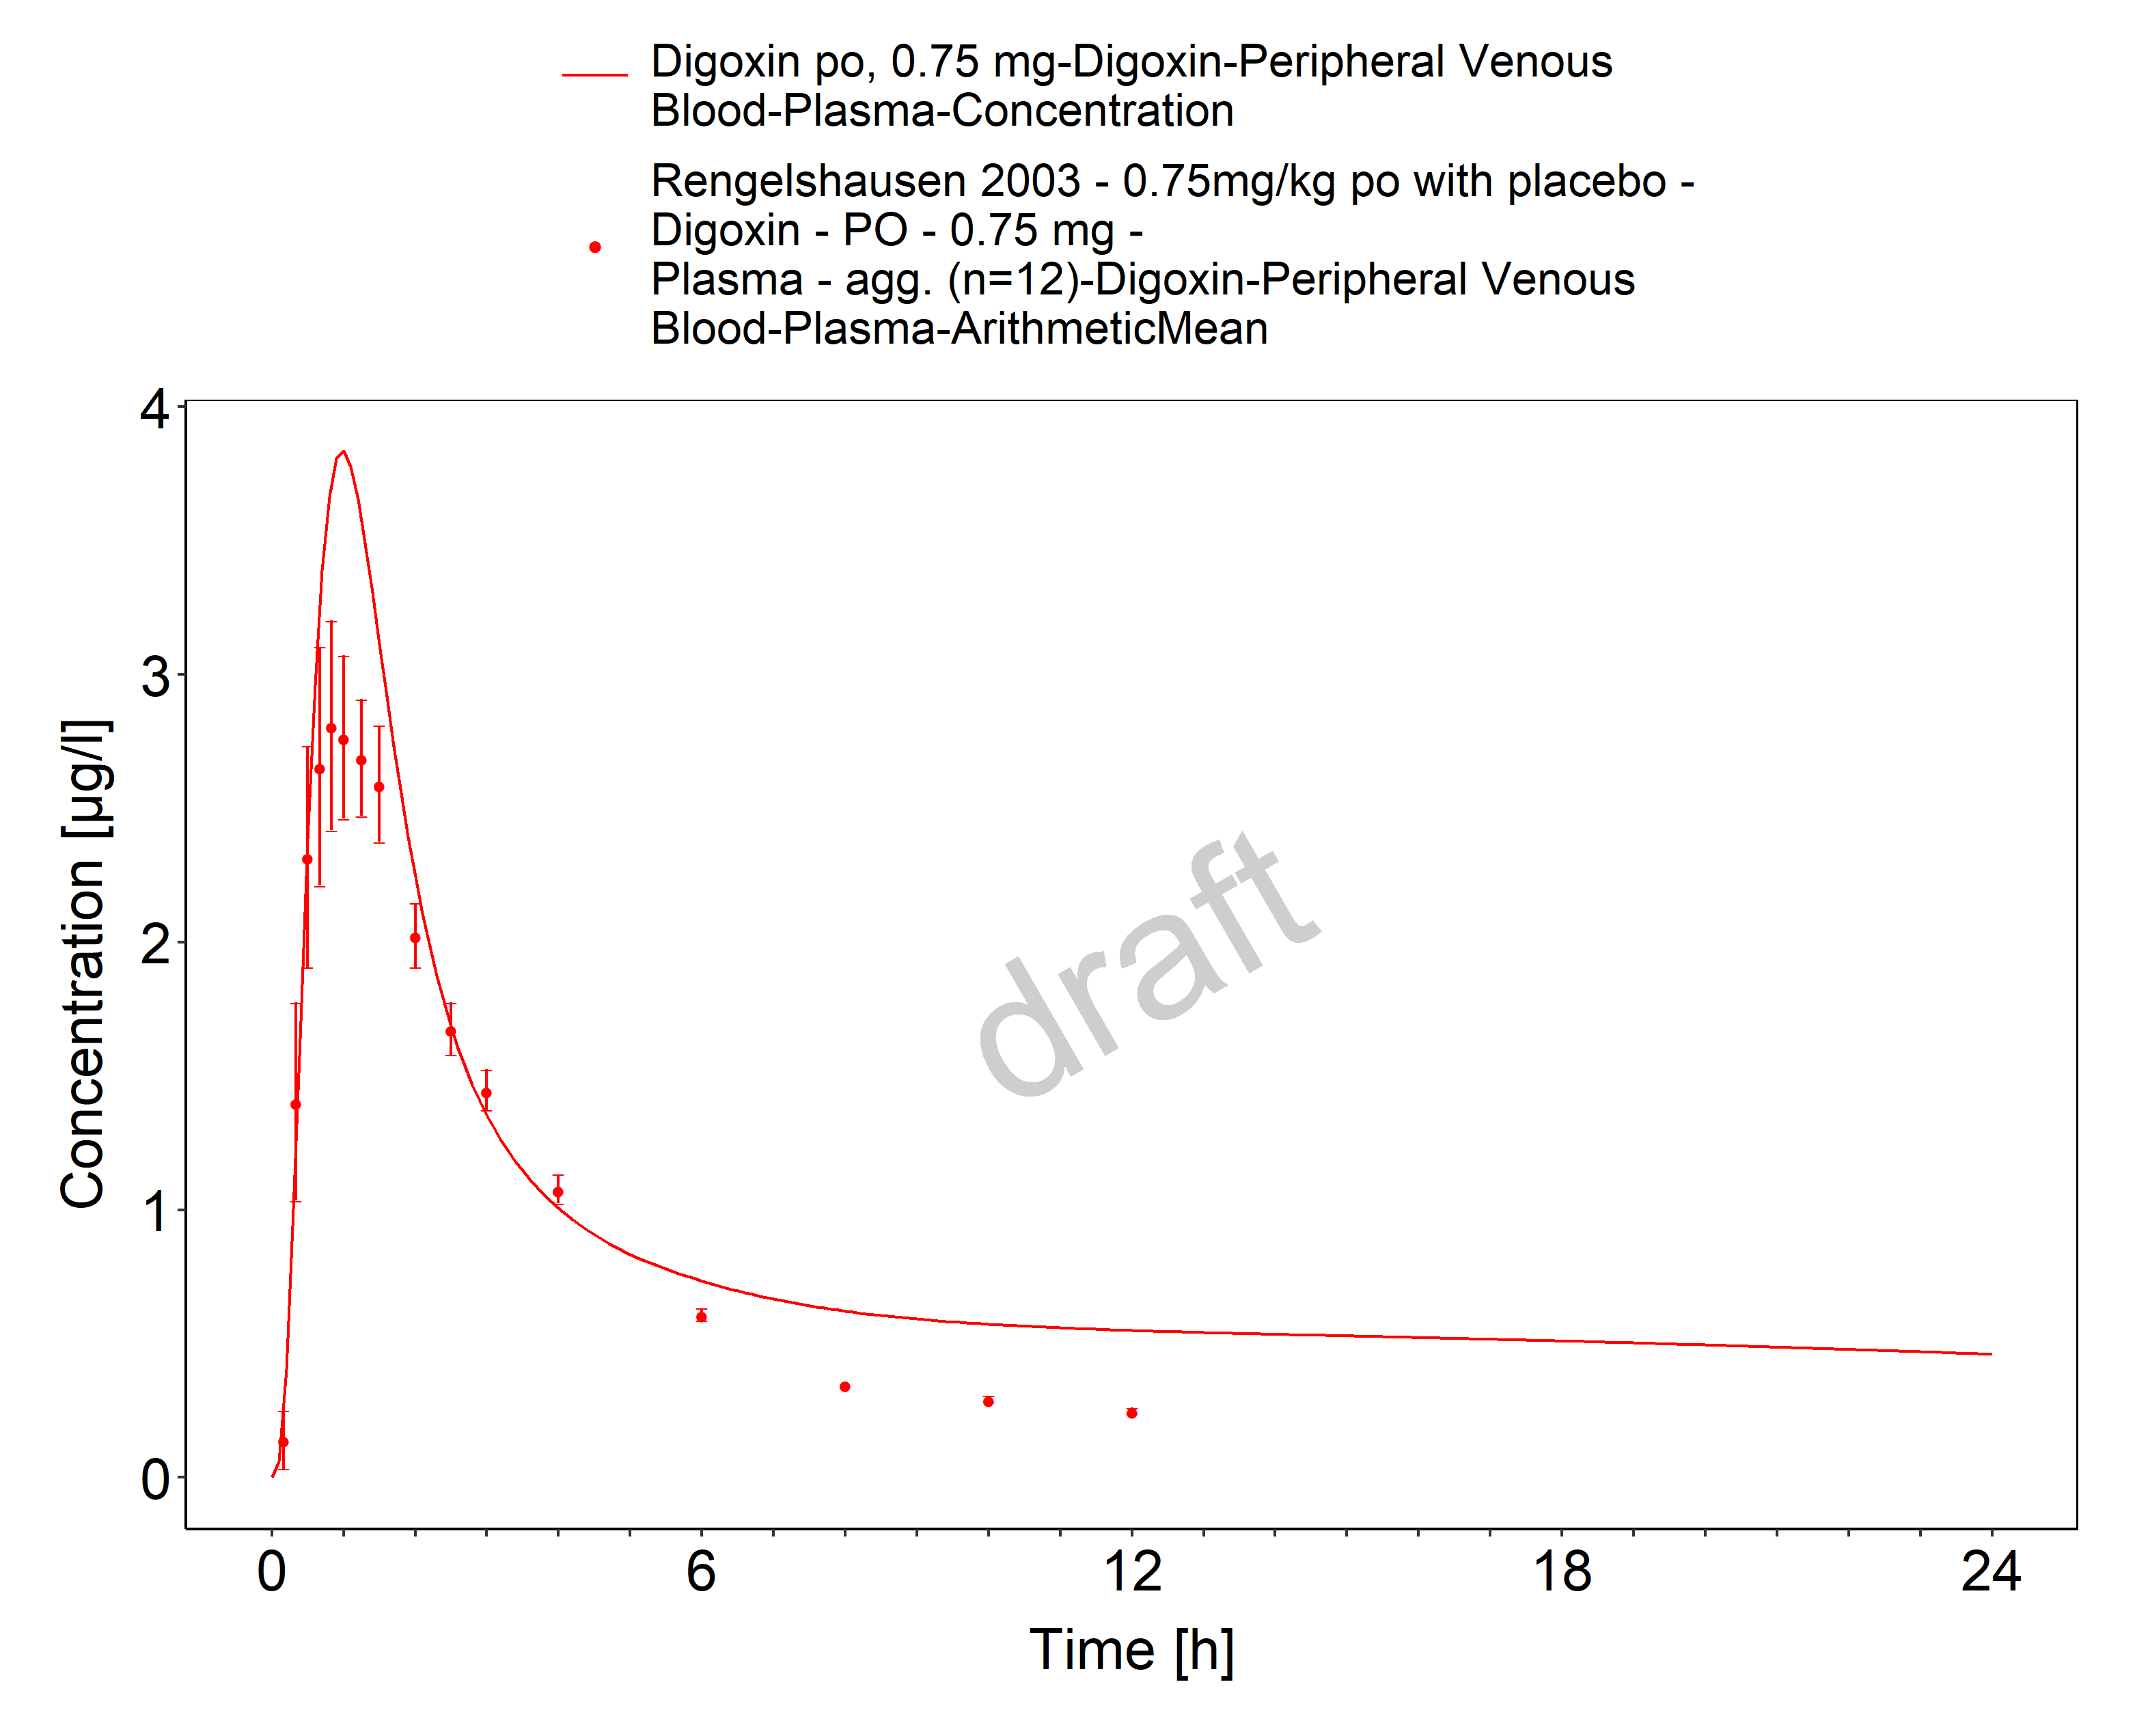 Digoxin po, 0.75 mg-Digoxin-Peripheral Venous
Blood-Plasma-Concentration
Rengelshausen 2003 - 0.75mg/kg po with placebo -
Digoxin - PO - 0.75 mg -
Plasma - agg. (n=12)-Digoxin-Peripheral Venous
Blood-Plasma-ArithmeticMean
4
3
2
1
0
Concentration [µg/l]
draft
0 6 12 18 24
Time [h]